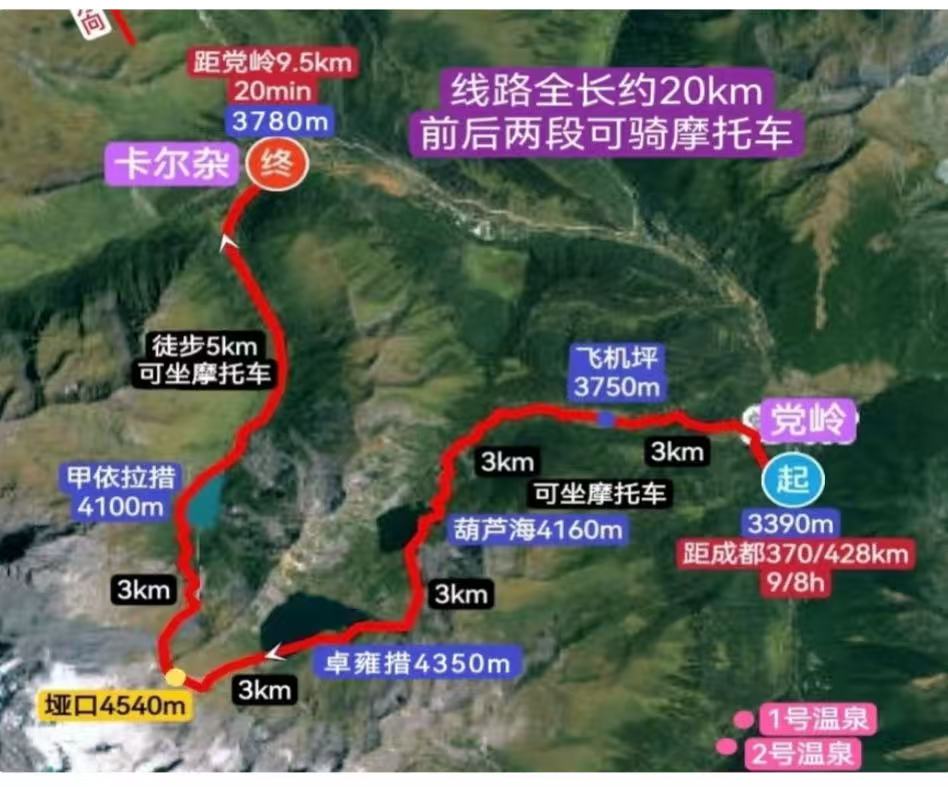 尚
距党岭9.5km
20min
3780m
卡尔杂
终
线路全长约20km
前后两段可骑摩托车
徒步5km
可坐摩托车
飞机坪
3750m
党岭
起
3390m
距成都370/428km
9/8h
3km
3km
可坐摩托车
葫芦海4160m
甲依拉措
4100m
3km
3km
卓雍措4350m
3km
垭口4540m
1号温泉
2号温泉